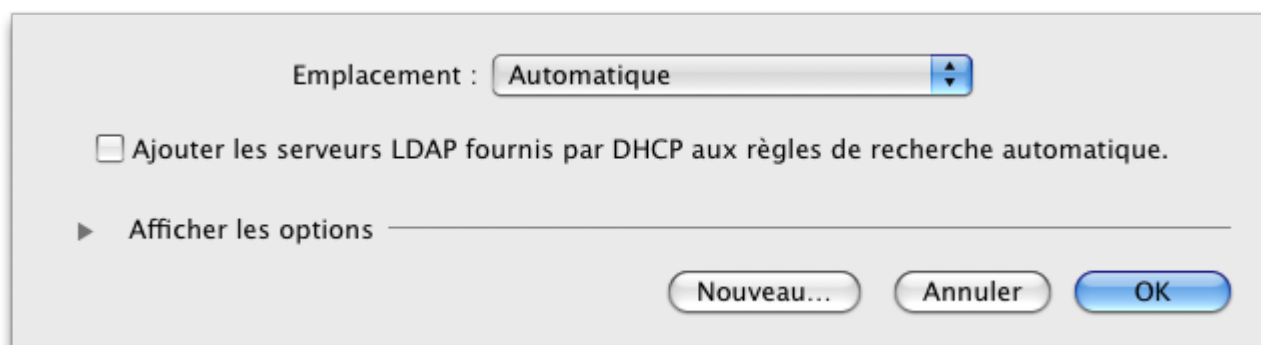 Emplacement : Automatique
Ajouter les serveurs LDAP fournis par DHCP aux règles de recherche automatique.
Afficher les options
Nouveau... Annuler OK